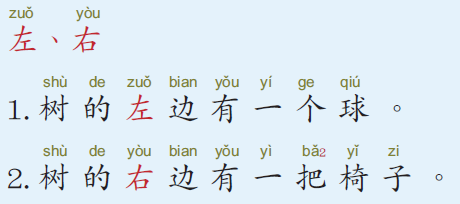 zuǒ yòu
左、右
shù de zuǒ bian yǒu yí ge qiú
1. 树的左边有一个球。
shù de yòu bian yǒu yì bǎ2 yǐ zi
2. 树的右边有一把椅子。